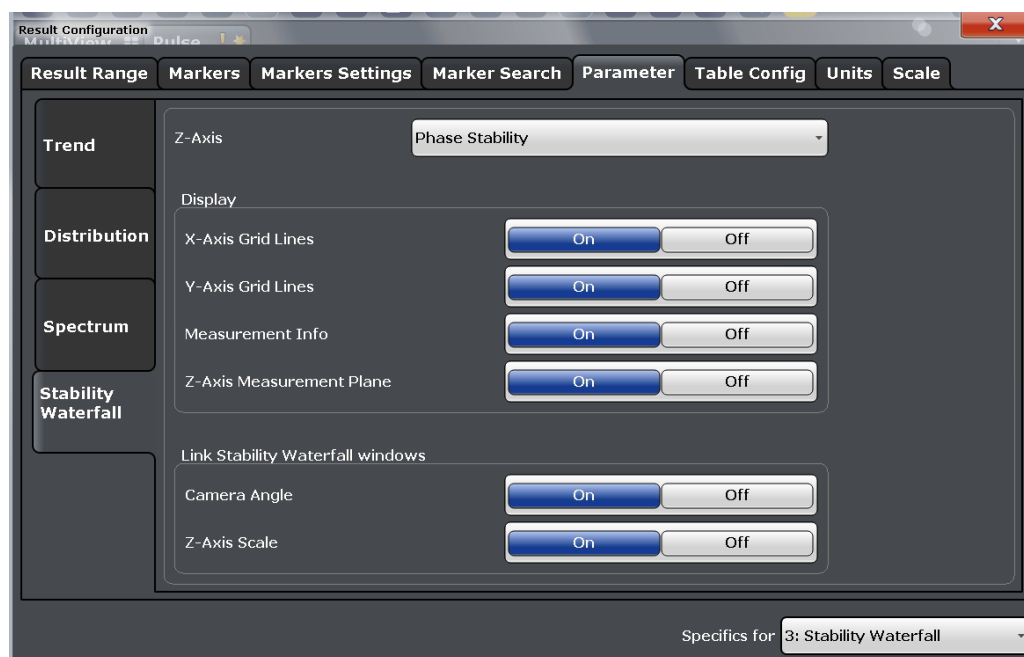 Result Configuration
X
MultiView Pulse !
Result Range Markers Markers Settings Marker Search Parameter Table Config Units Scale
Trend
Distribution
Spectrum
Stability
Waterfall
Z-Axis Phase Stability
Display
X-Axis Grid Lines On Off
Y-Axis Grid Lines On Off
Measurement Info On Off
Z-Axis Measurement Plane On Off
Link Stability Waterfall windows
Camera Angle On Off
Z-Axis Scale On Off
Specifics for 3: Stability Waterfall